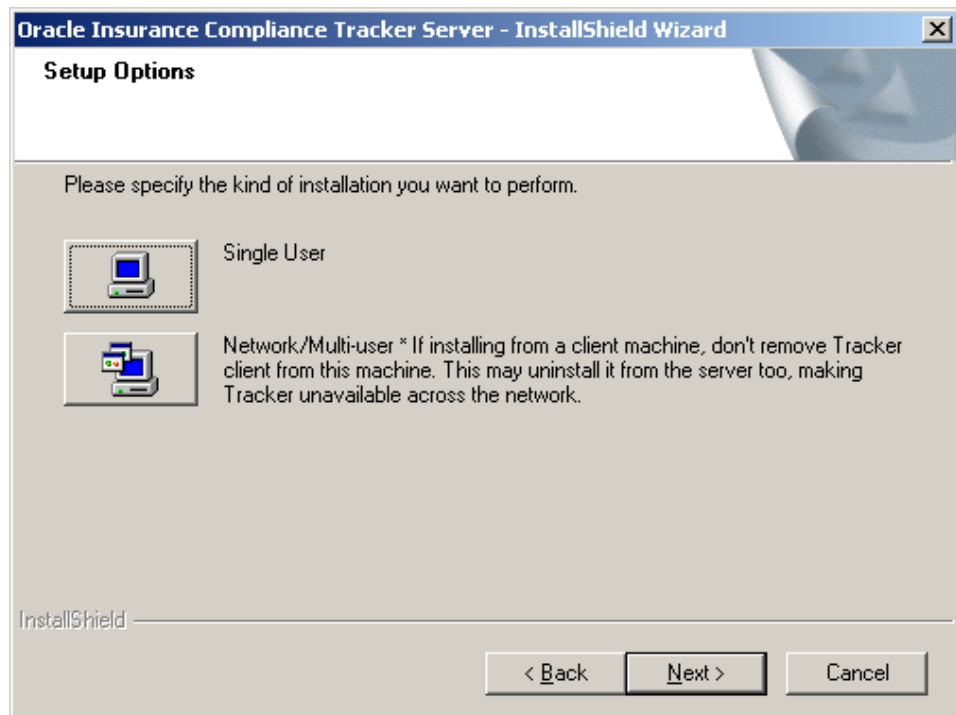 Oracle Insurance Compliance Tracker Server - InstallShield Wizard
Setup Options
Please specify the kind of installation you want to perform.
Single User
Network/Multi-user * If installing from a client machine, don't remove Tracker
client from this machine. This may uninstall it from the server too, making
Tracker unavailable across the network.
InstallShield
< Back
Next >
Cancel